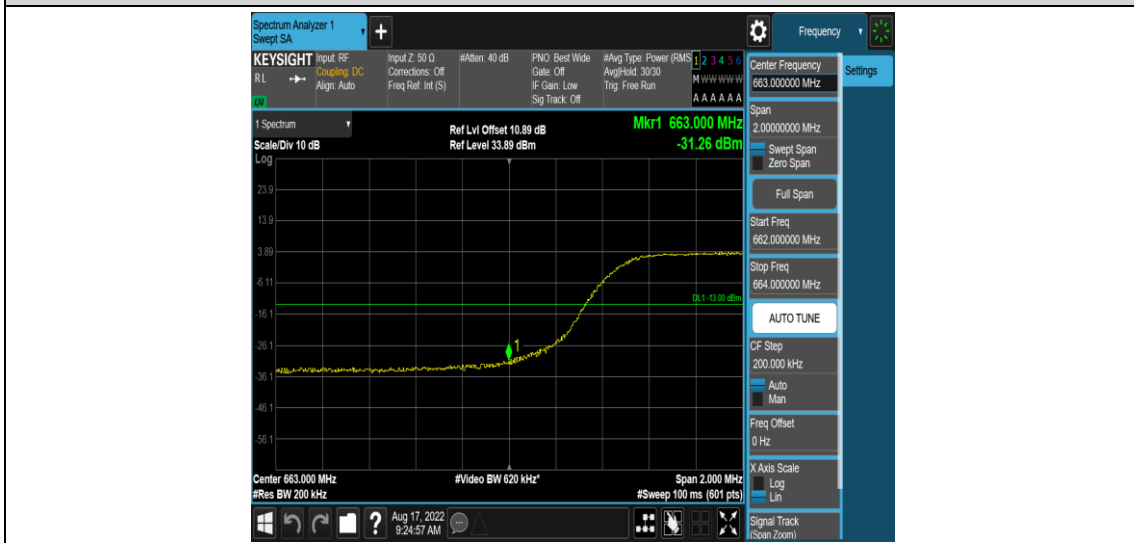 Spectrum Analyzer 1
Swept SA
+
Frequency
KEYSIGHT
RL
Input: RF
Coupling: DC
Align: Auto
Input Z: 50 Ω
Corrections: Off
Freq Ref: Int (S)
#Atten: 40 dB
PNO: Best Wide
Gate: Off
IF Gain: Low
Sig Track: Off
#Avg Type: Power (RMS
Avg|Hold: 30/30
Trig: Free Run
1 2 3 4 5 6
M W W W W W
A A A A A A
1 Spectrum
Scale/Div 10 dB
Ref Lvl Offset 10.89 dB
Ref Level 33.89 dBm
Mkr1 663.000 MHz
-31.26 dBm
Log
23.9
13.9
3.89
-6.11
-16.1
-26.1
-36.1
-46.1
-56.1
DL1 -13.00 dBm
1
Center 663.000 MHz
#Res BW 200 kHz
#Video BW 620 kHz*
Span 2.000 MHz
#Sweep 100 ms (601 pts)
Center Frequency
663.000000 MHz
Settings
Span
2.00000000 MHz
Swept Span
Zero Span
Full Span
Start Freq
662.000000 MHz
Stop Freq
664.000000 MHz
AUTO TUNE
CF Step
200.000 kHz
Auto
Man
Freq Offset
0 Hz
X Axis Scale
Log
Lin
Signal Track
(Span Zoom)
?
Aug 17, 2022
9:24:57 AM